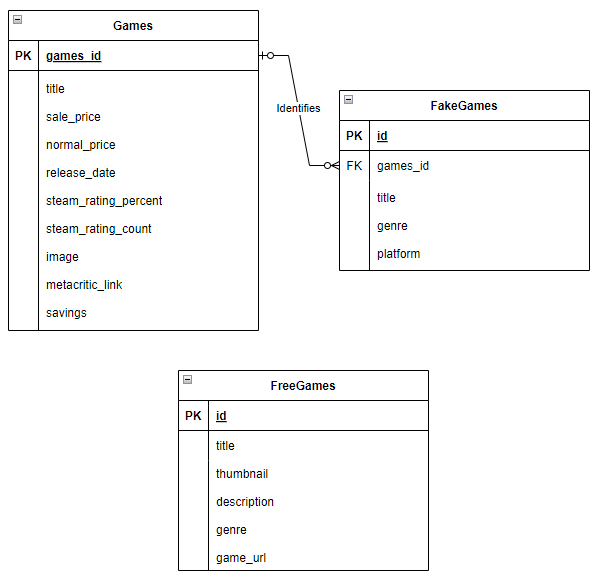 Games
PK games_id
title
sale_price
normal_price
release_date
steam_rating_percent
steam_rating_count
image
metacritic_link
savings
Identifies
FakeGames
PK id
FK games_id
title
genre
platform
FreeGames
PK id
title
thumbnail
description
genre
game_url